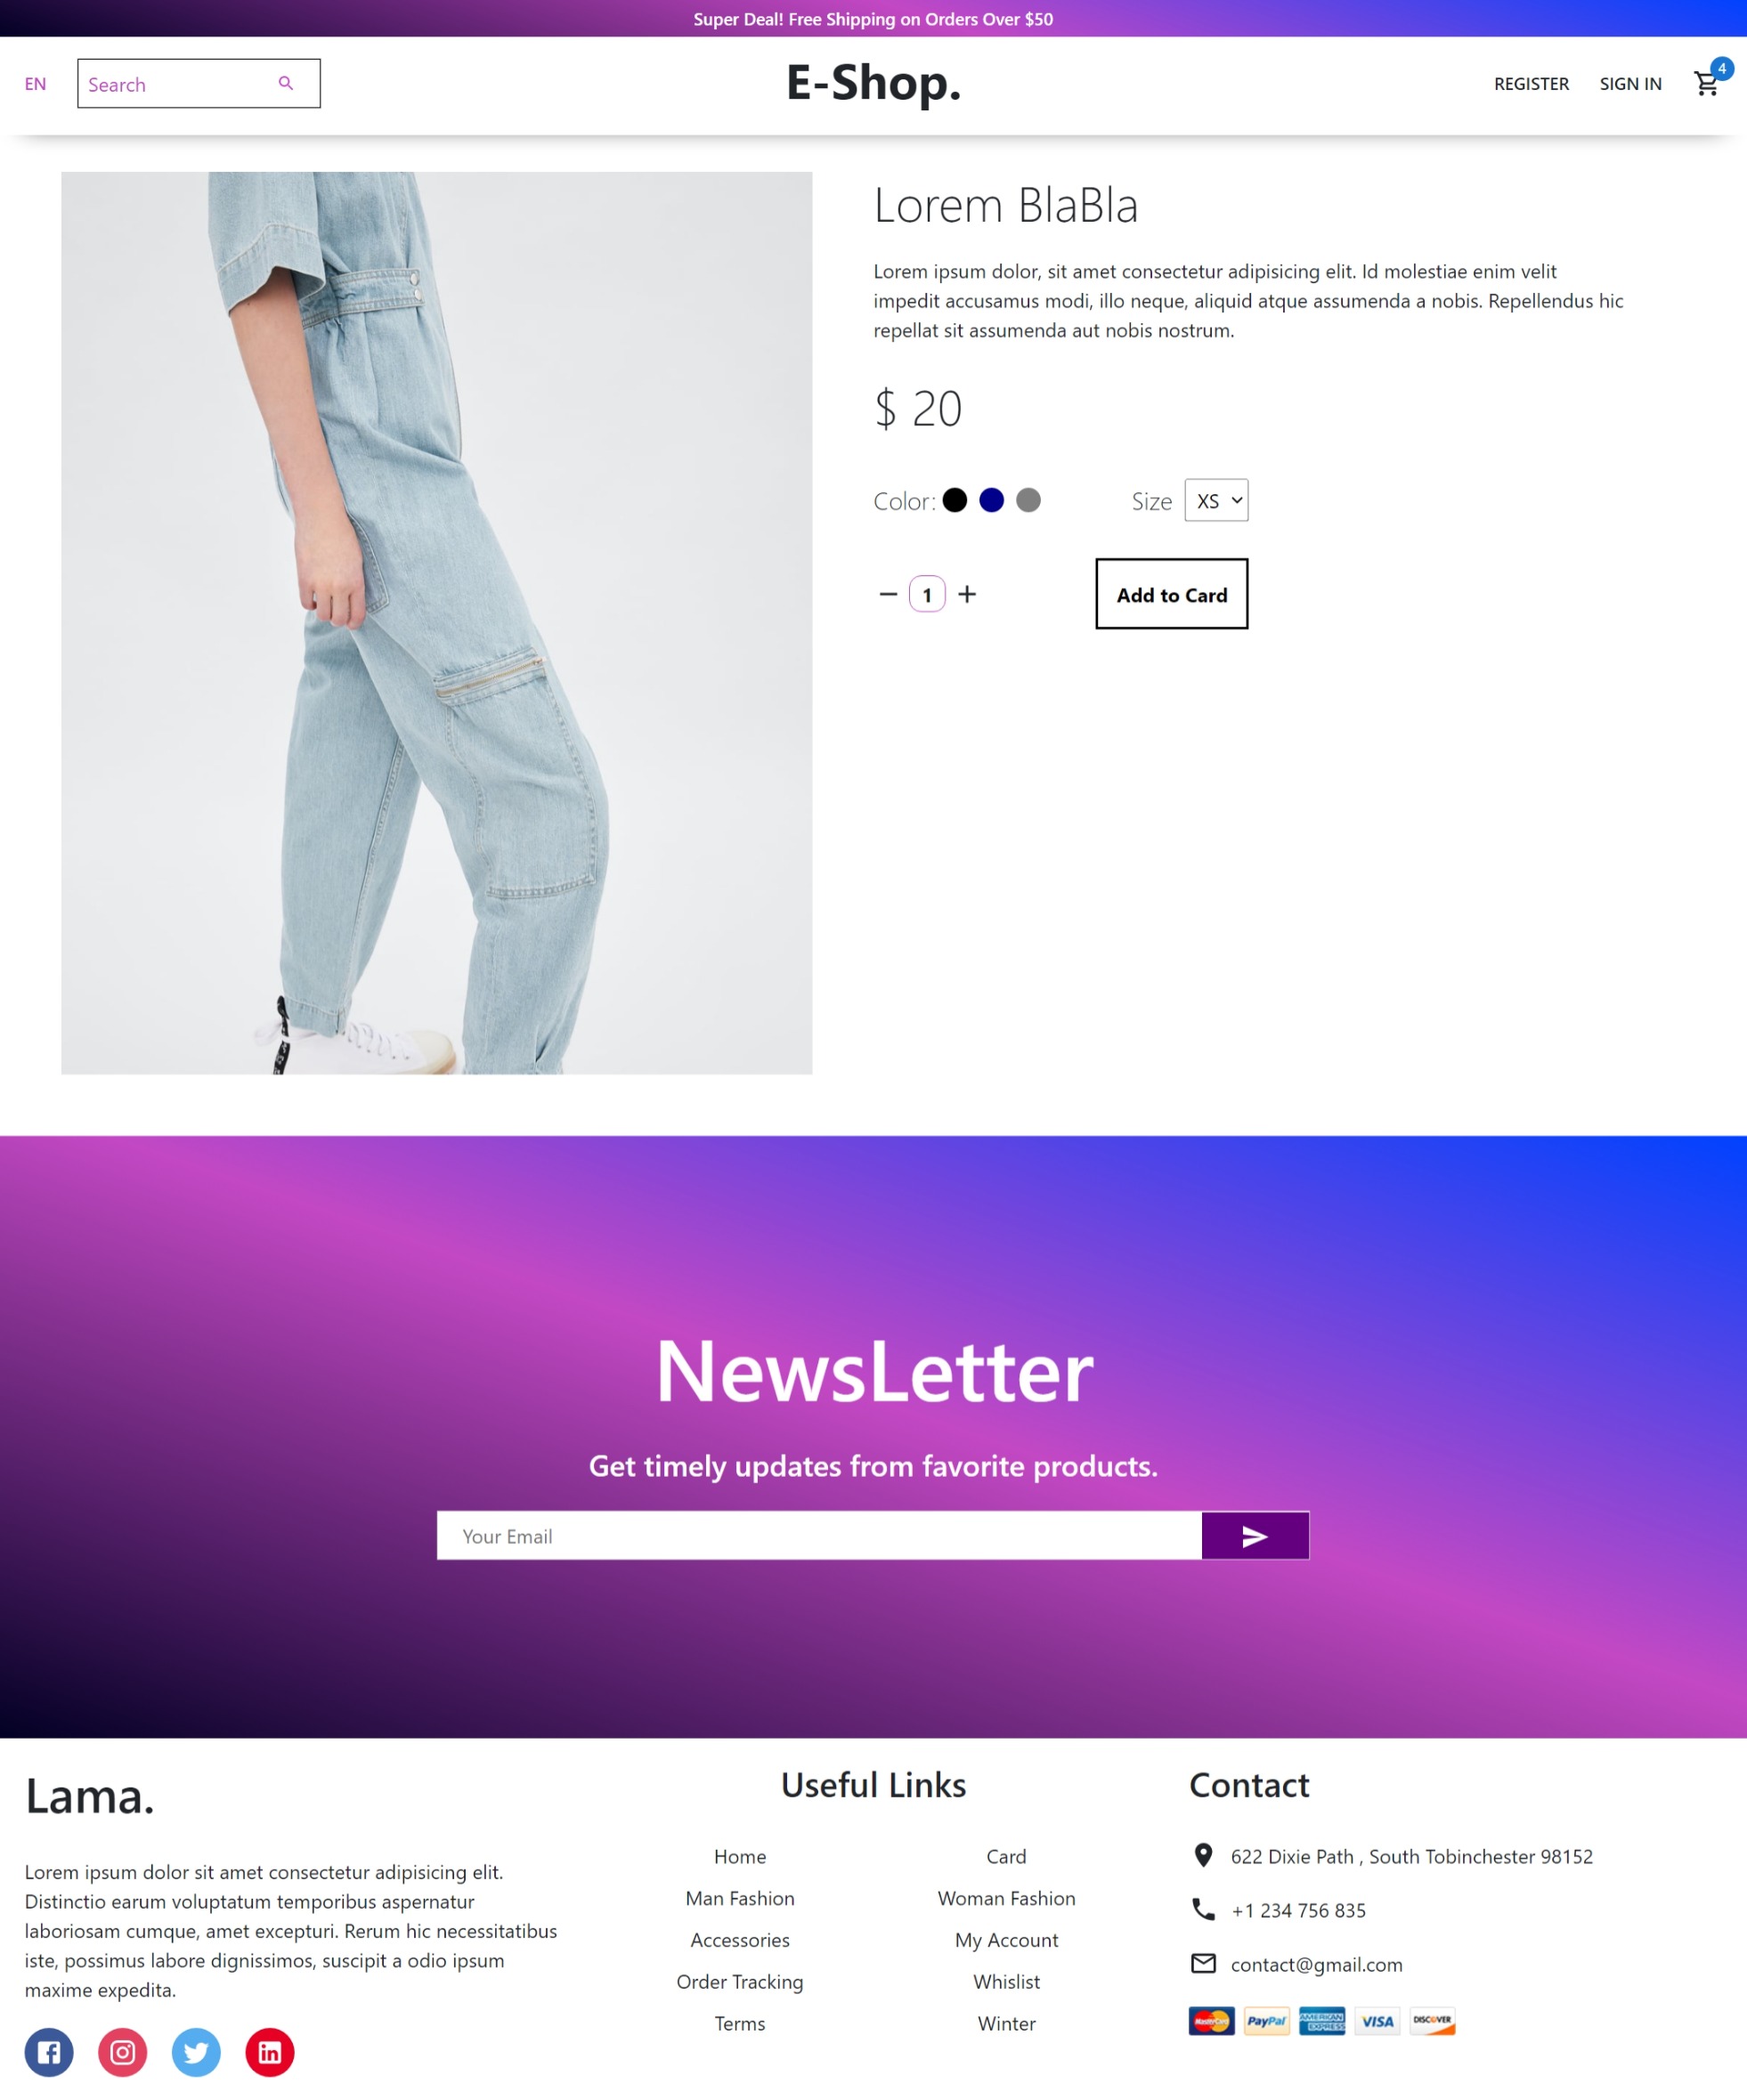 Super Deal! Free Shipping on Orders Over $50
EN
Search
E-Shop.
REGISTER
SIGN IN
4
Lorem BlaBla
Lorem ipsum dolor, sit amet consectetur adipisicing elit. Id molestiae enim velit
impedit accusamus modi, illo neque, aliquid atque assumenda a nobis. Repellendus hic
repellat sit assumenda aut nobis nostrum.
$ 20
Color:
Size
XS
1
Add to Card
NewsLetter
Get timely updates from favorite products.
Your Email
Lama.
Lorem ipsum dolor sit amet consectetur adipisicing elit.
Distinctio earum voluptatum temporibus aspernatur
laboriosam cumque, amet excepturi. Rerum hic necessitatibus
iste, possimus labore dignissimos, suscipit a odio ipsum
maxime expedita.
Useful Links
Home
Card
Man Fashion
Woman Fashion
Accessories
My Account
Order Tracking
Whislist
Terms
Winter
Contact
622 Dixie Path , South Tobinchester 98152
+1 234 756 835
contact@gmail.com
MasterCard
PayPal
AMERICAN EXPRESS
VISA
DISCOVER